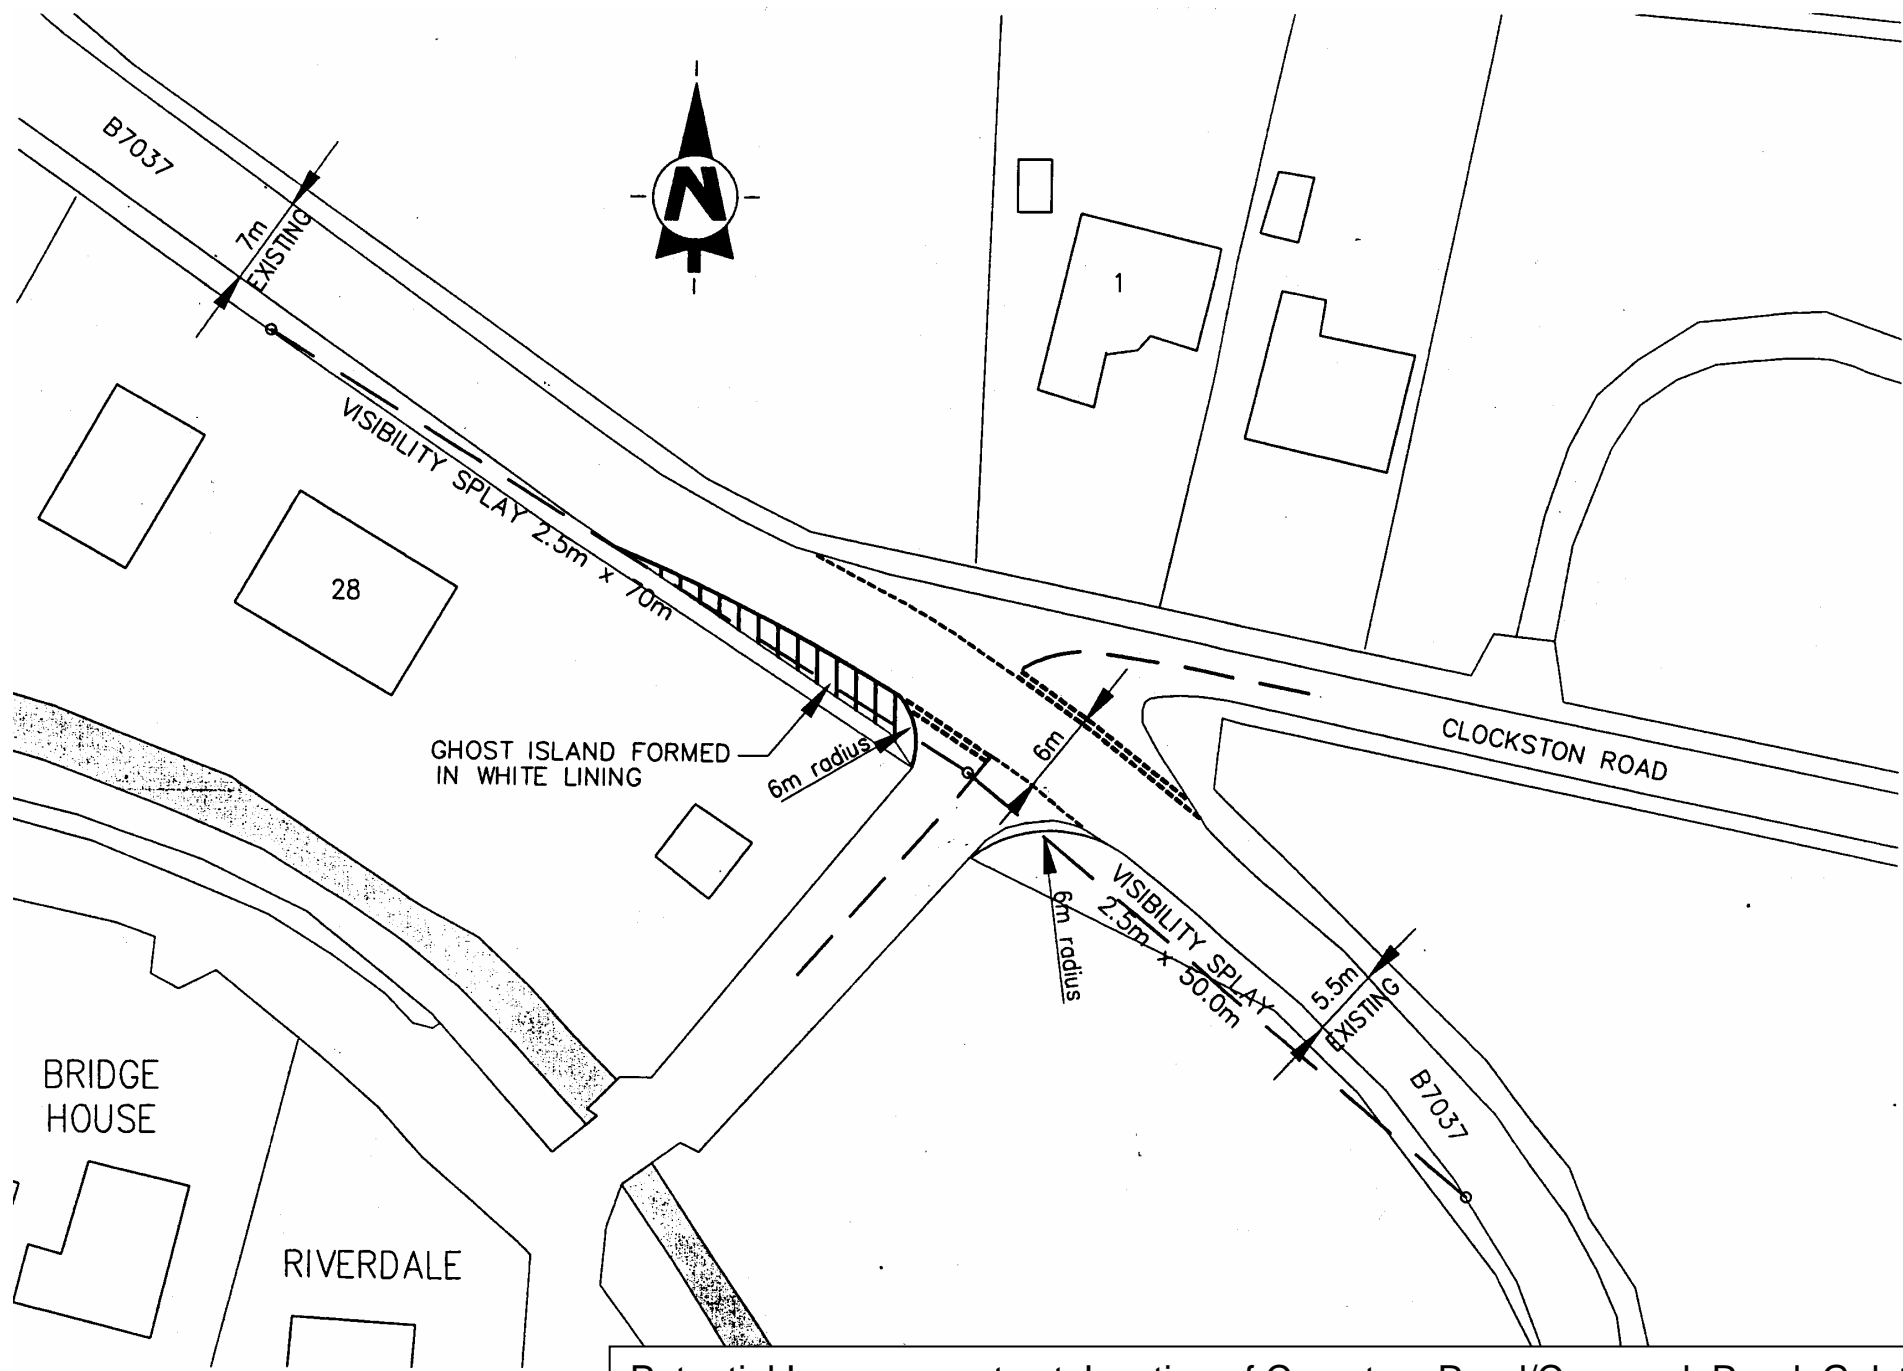 B7037
N
7m
EXISTING
1
VISIBILITY SPLAY 2.5m x 70m
28
CLOCKSTON ROAD
GHOST ISLAND FORMED
IN WHITE LINING
6m radius
6m
VISIBILITY SPLAY
2.5m x 50.0m
6m radius
5.5m
EXISTING
B7037
BRIDGE
HOUSE
RIVERDALE